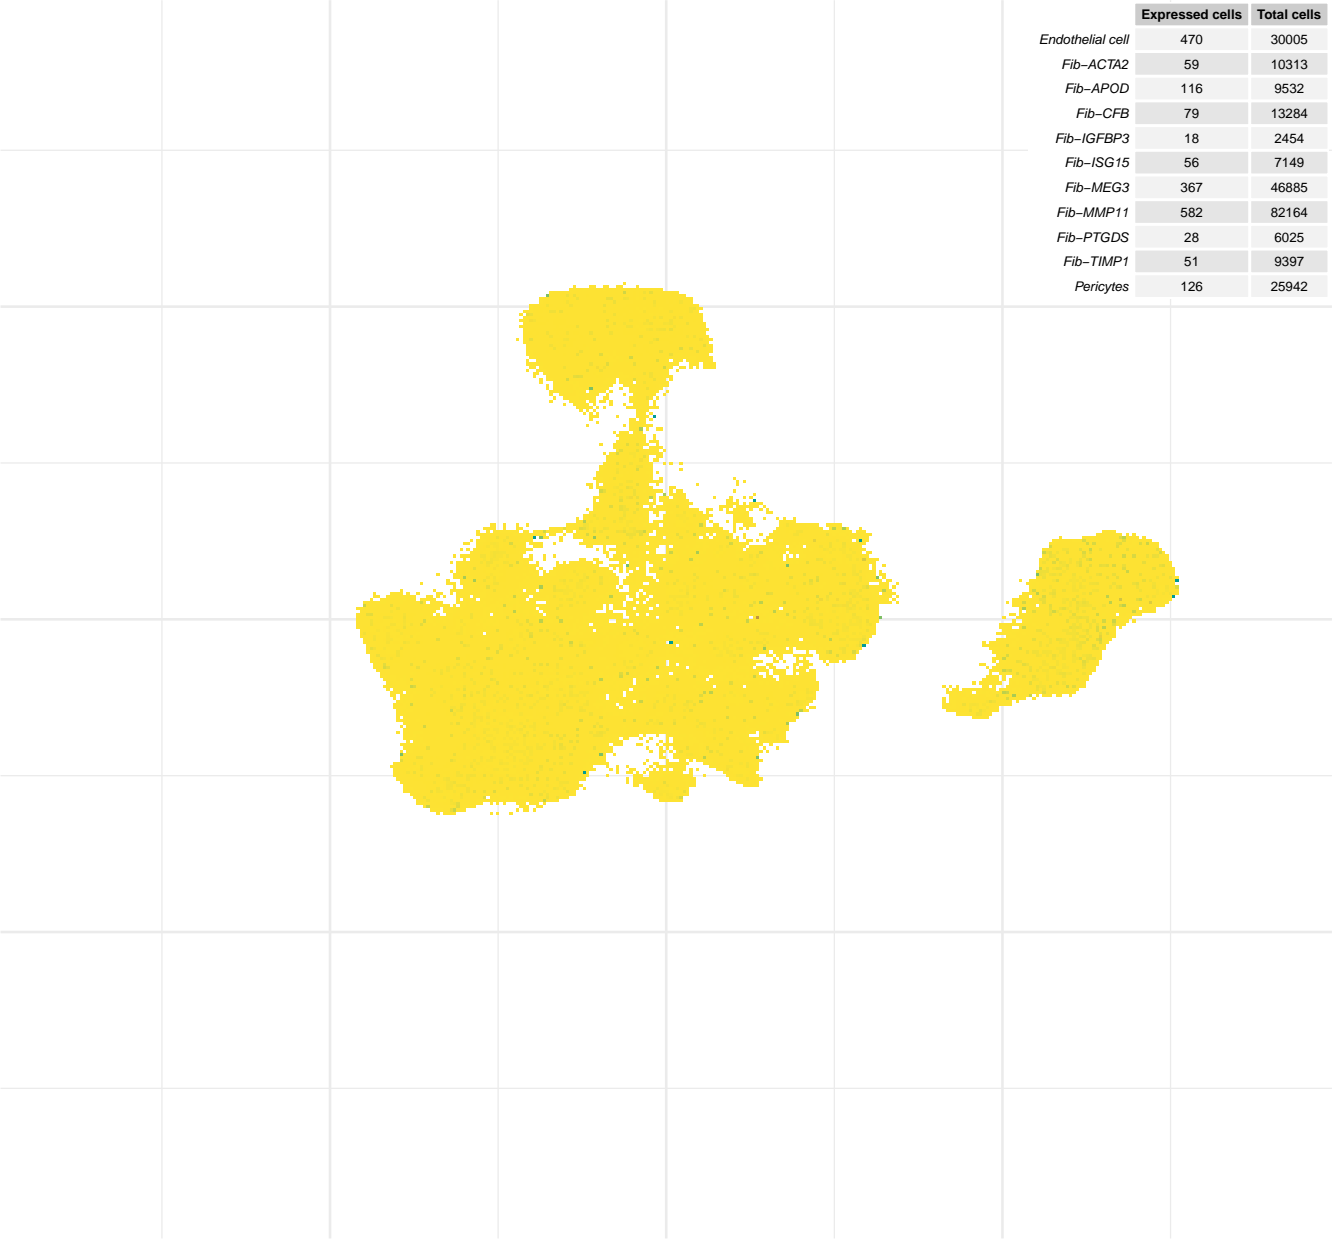 Expressed cells Total cells
Endothelial cell 470 30005
Fib−ACTA2 59 10313
Fib−APOD 116 9532
Fib−CFB 79 13284
Fib−IGFBP3 18 2454
Fib−ISG15 56 7149
Fib−MEG3 367 46885
Fib−MMP11 582 82164
Fib−PTGDS 28 6025
Fib−TIMP1 51 9397
Pericytes 126 25942